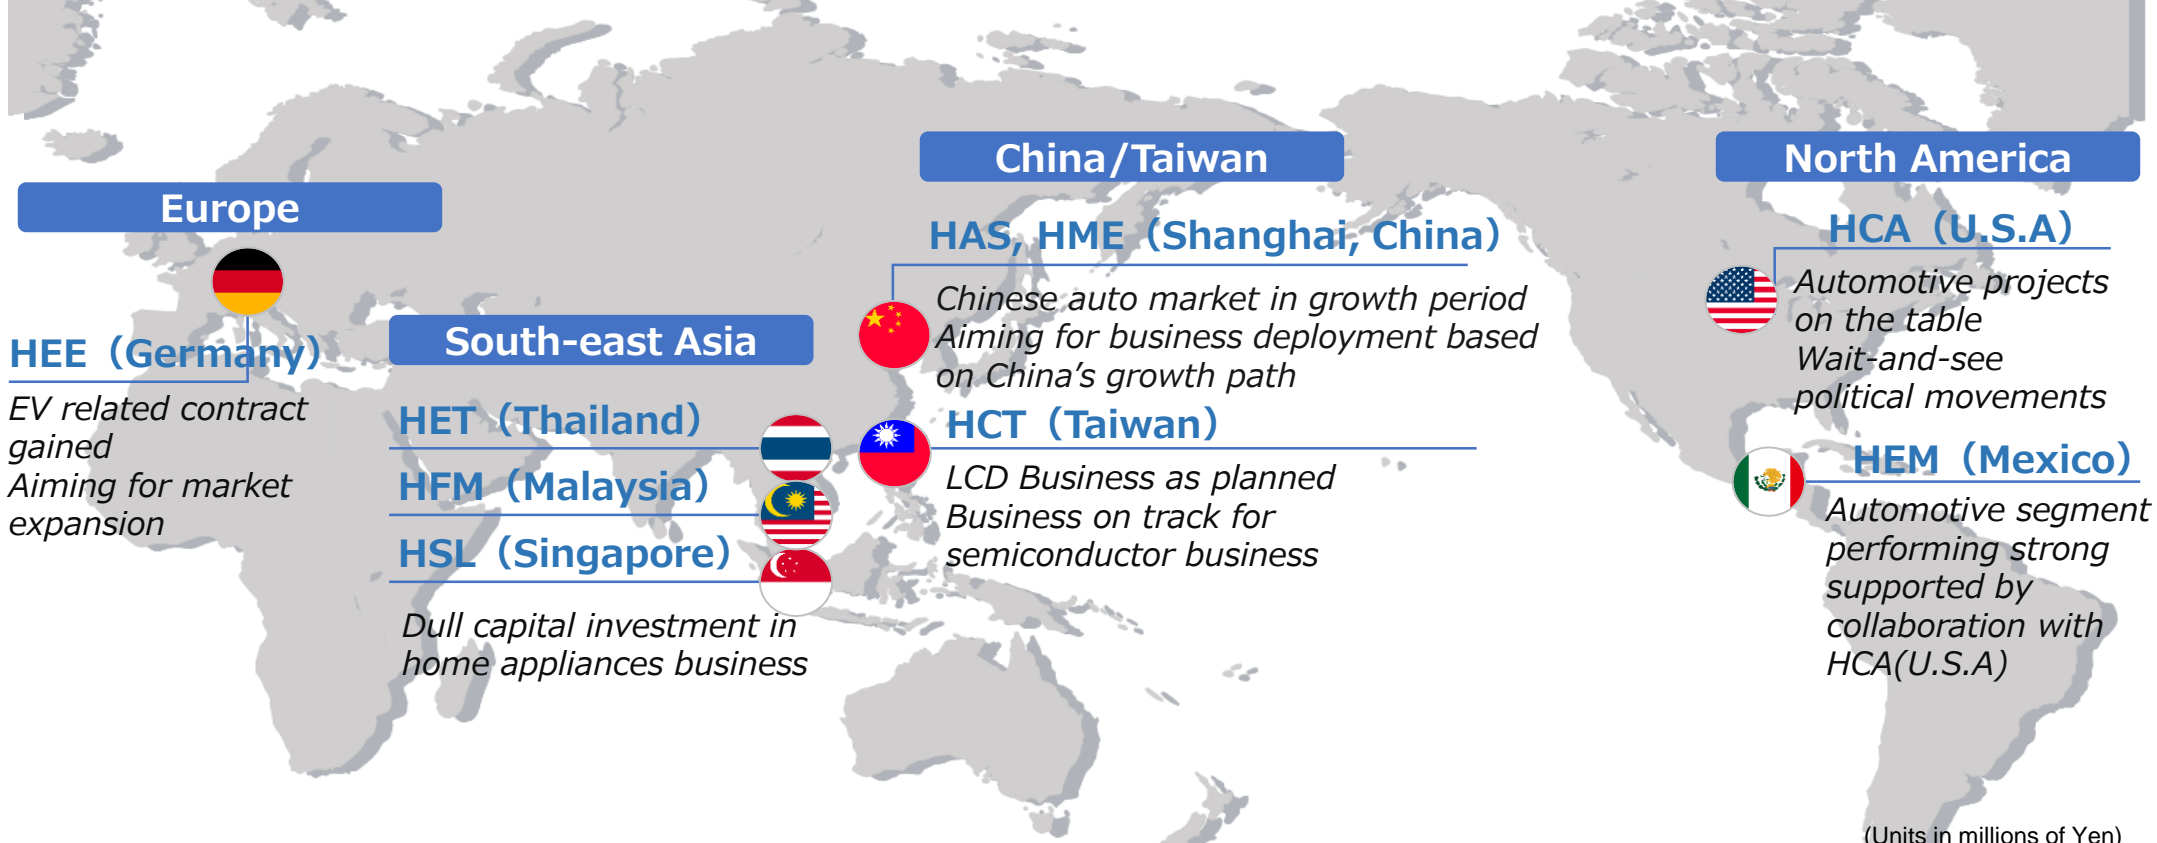 Europe
HEE（Germany）
EV related contract
gained
Aiming for market
expansion
South-east Asia
HET（Thailand）
HFM（Malaysia）
HSL（Singapore）
Dull capital investment in
home appliances business
China/Taiwan
HAS, HME（Shanghai, China）
Chinese auto market in growth period
Aiming for business deployment based
on China’s growth path
HCT（Taiwan）
LCD Business as planned
Business on track for
semiconductor business
North America
HCA（U.S.A）
Automotive projects
on the table
Wait-and-see
political movements
HEM（Mexico）
Automotive segment
performing strong
supported by
collaboration with
HCA(U.S.A)
(Units in millions of Yen)